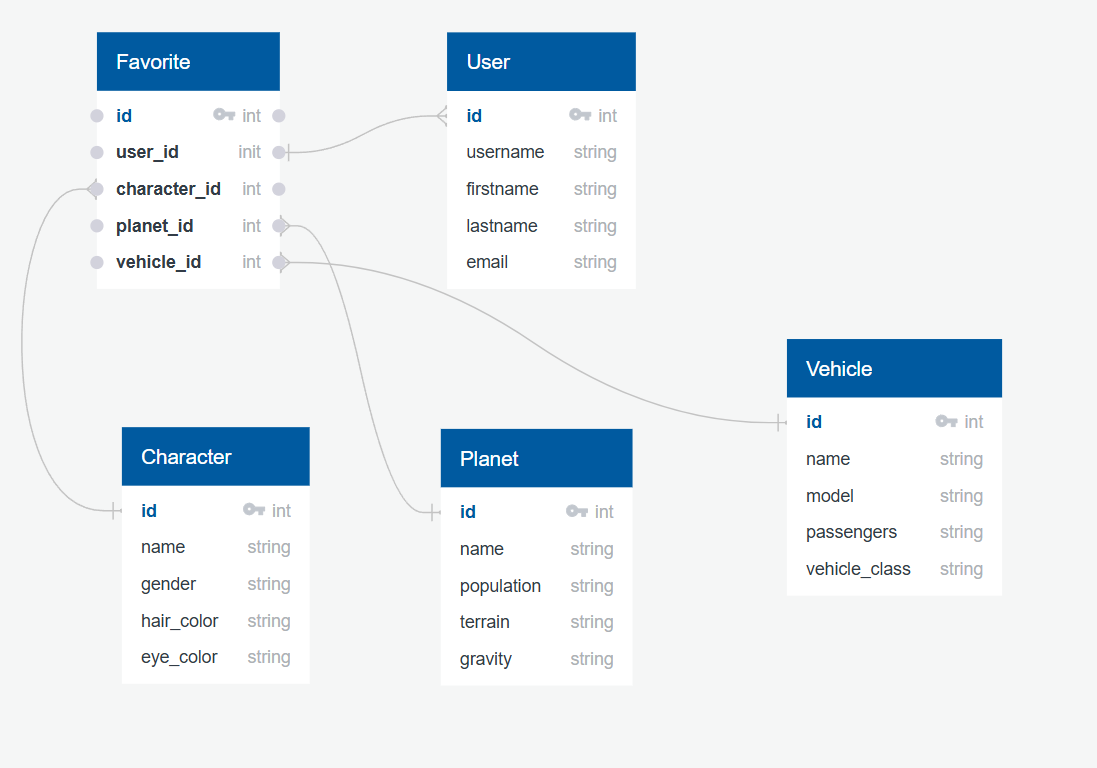 Favorite
id int
user_id init
character_id int
planet_id int
vehicle_id int
User
id int
username string
firstname string
lastname string
email string
Vehicle
id int
name string
model string
passengers string
vehicle_class string
Character
id int
name string
gender string
hair_color string
eye_color string
Planet
id int
name string
population string
terrain string
gravity string